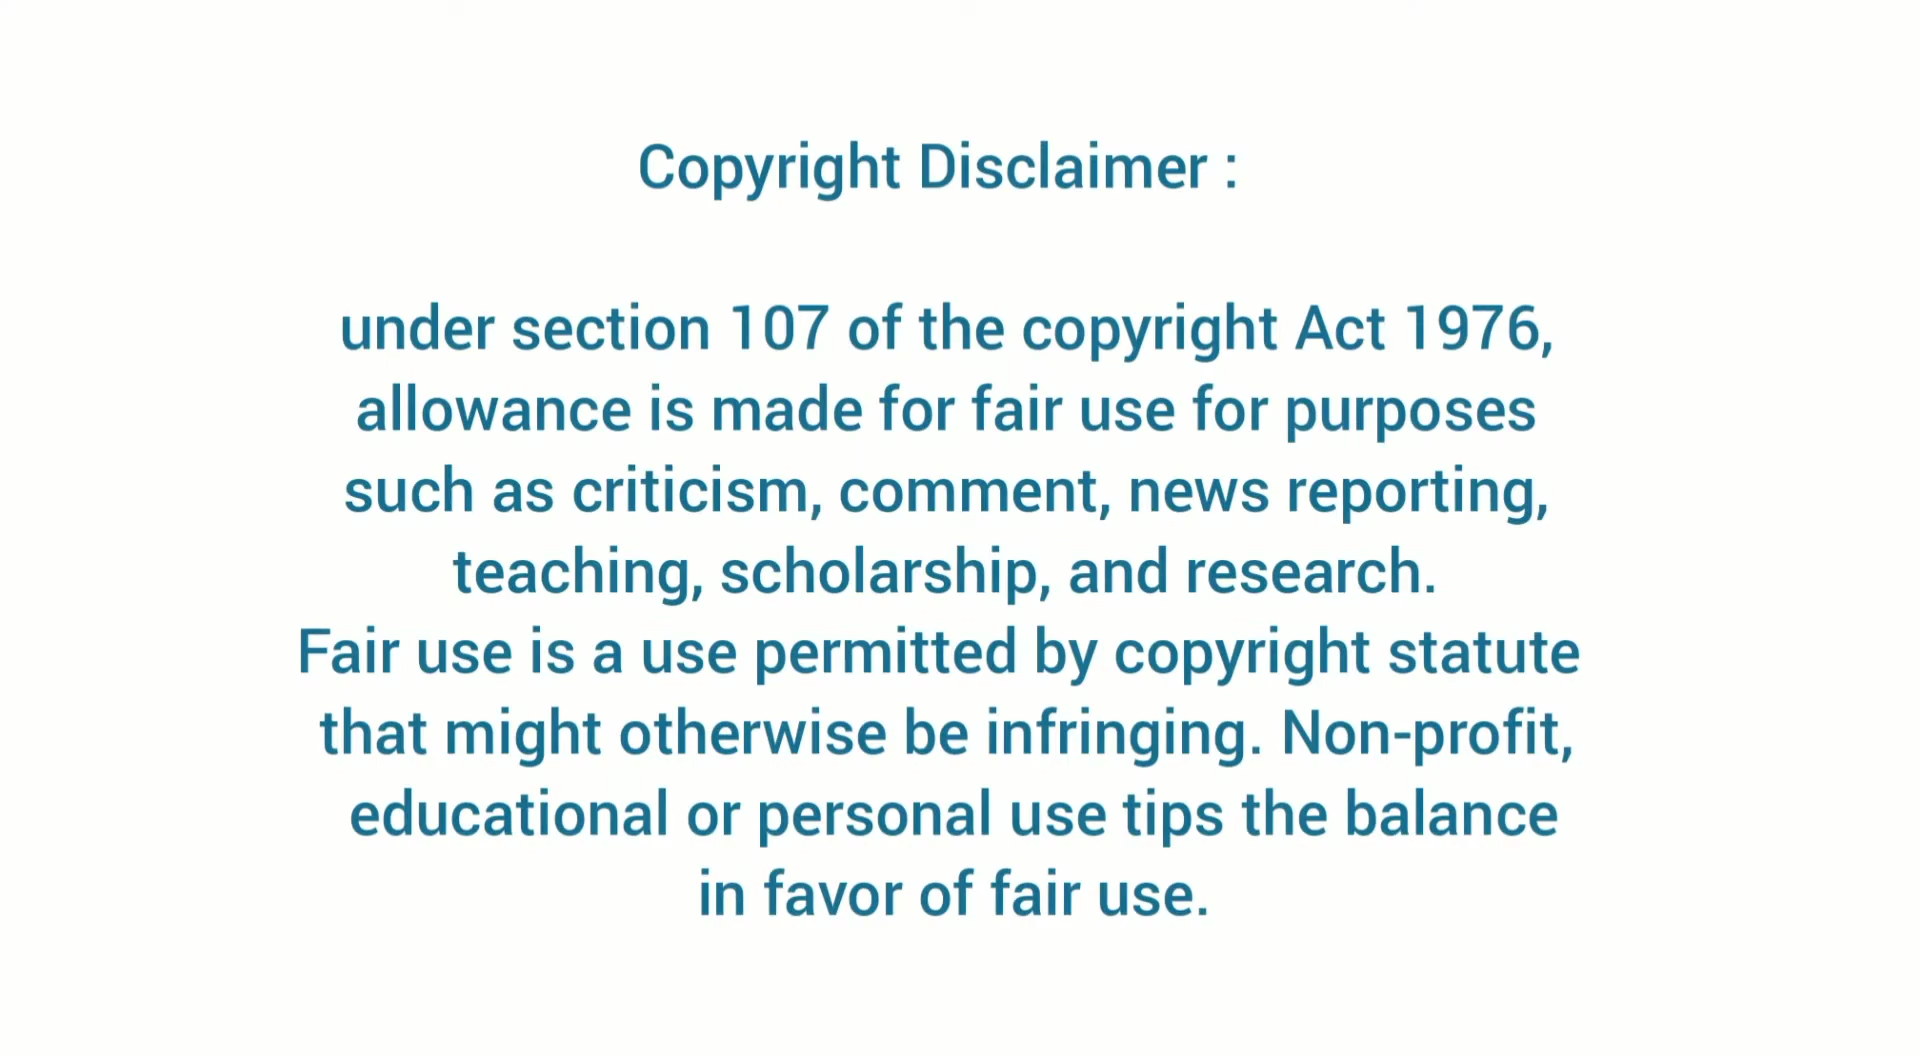 Copyright Disclaimer :
under section 107 of the copyright Act 1976,
allowance is made for fair use for purposes
such as criticism, comment, news reporting,
teaching, scholarship, and research.
Fair use is a use permitted by copyright statute
that might otherwise be infringing. Non-profit,
educational or personal use tips the balance
in favor of fair use.